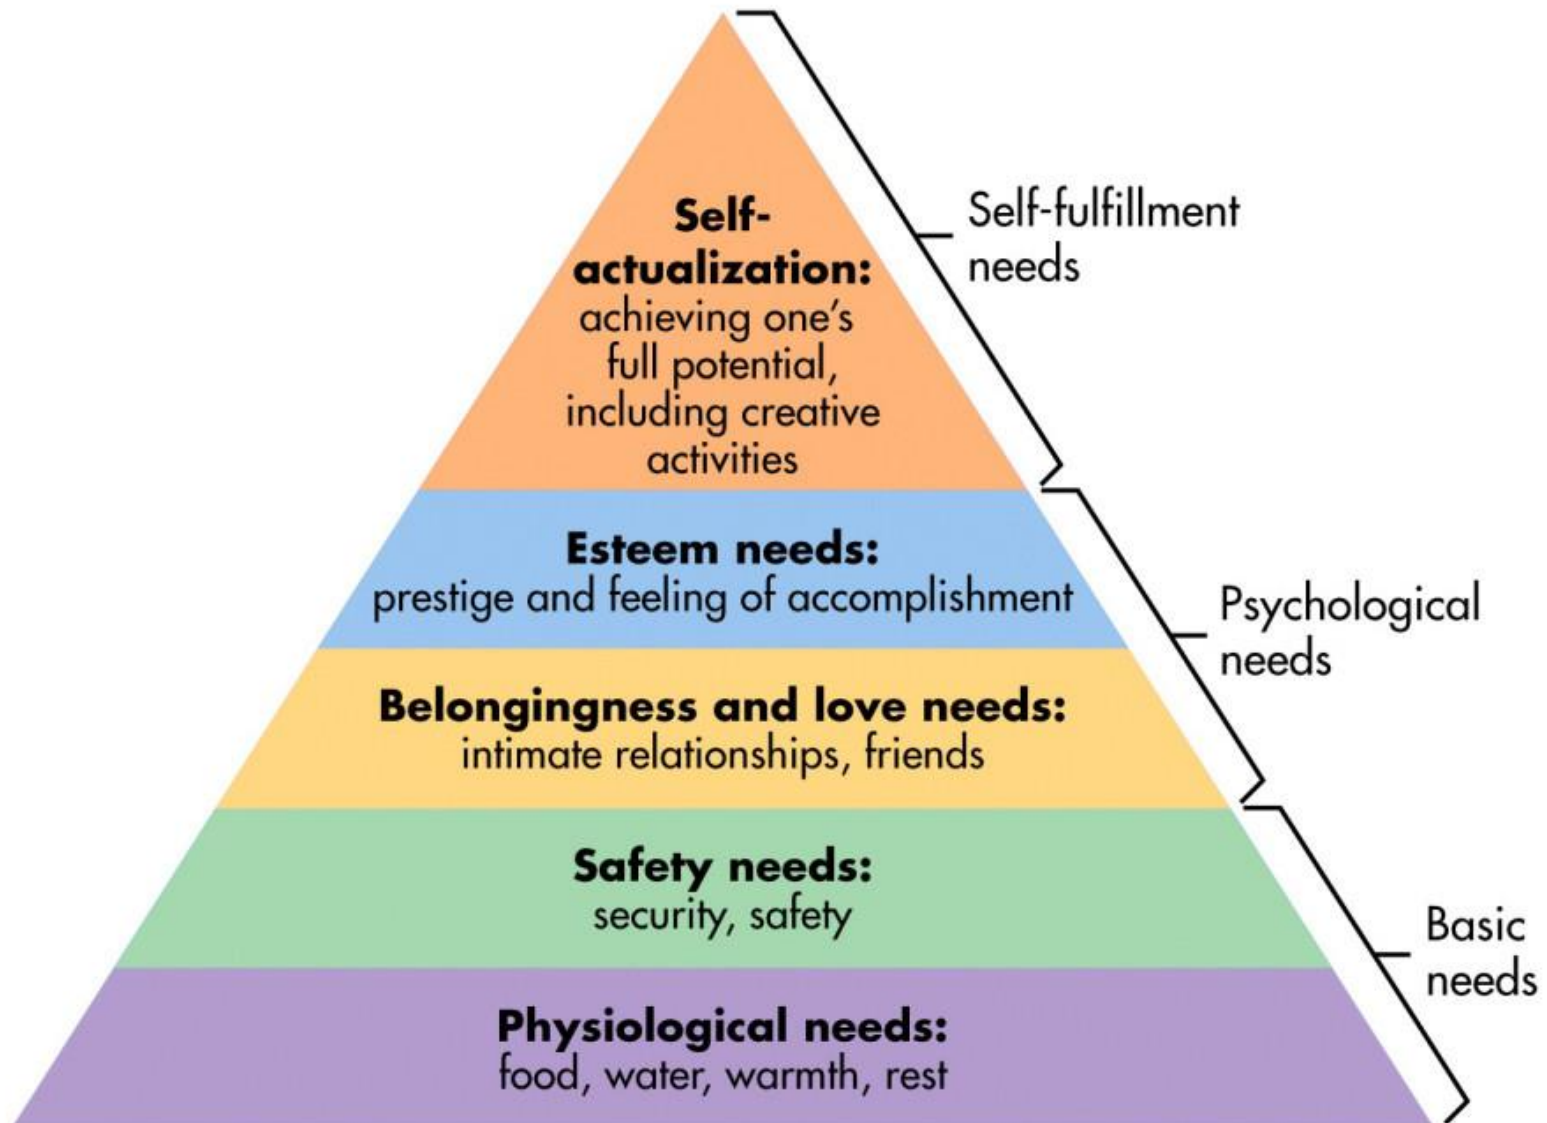 Self-
actualization:
achieving one’s
full potential,
including creative
activities
Self-fulfillment
needs
Esteem needs:
prestige and feeling of accomplishment
Belongingness and love needs:
intimate relationships, friends
Psychological
needs
Safety needs:
security, safety
Physiological needs:
food, water, warmth, rest
Basic
needs